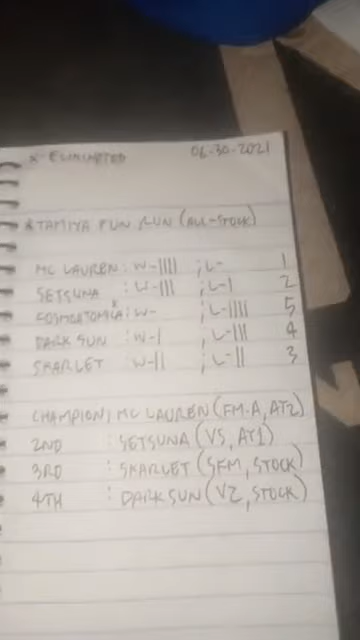 X-ELIMINATED 06-30-2021
& TAMIYA FUN RUN (ALL-STOCK)
MC LAUREN : W-IIII ; L- 1
SETSUNA : W-III ; L-I 2
COSMOATOMICA X : W- ; L-IIII 5
DARK SUN : W-I ; L-III 4
SKARLET W-II ; L-II 3
CHAMPION : MC LAUREN (FM-A, AT2)
2ND : SETSUNA (VS, AT1)
3RD : SKARLET (SFM, STOCK)
4TH : DARK SUN (VZ, STOCK)